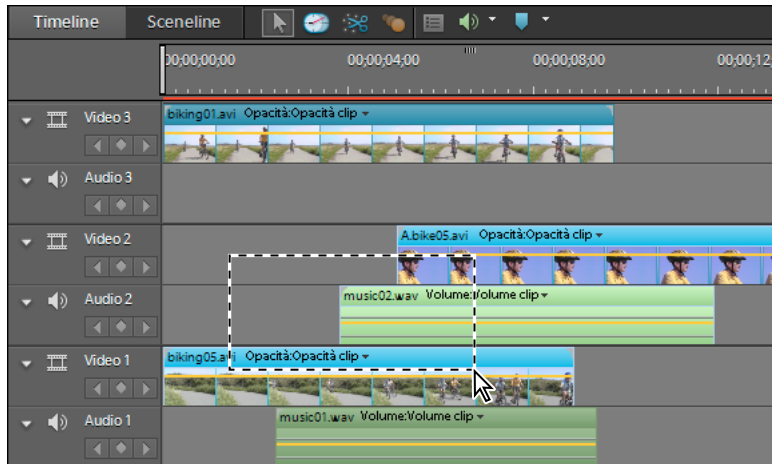 Timeline Sceneline
00;00;00;00 00;00;04;00 00;00;08;00 00;00;12;
Video 3 biking01.avi Opacità:Opacità clip
Audio 3
Video 2 A.bike05.avi Opacità:Opacità clip
Audio 2 music02.wav Volume:Volume clip
Video 1 biking05.avi Opacità:Opacità clip
Audio 1 music01.wav Volume:Volume clip